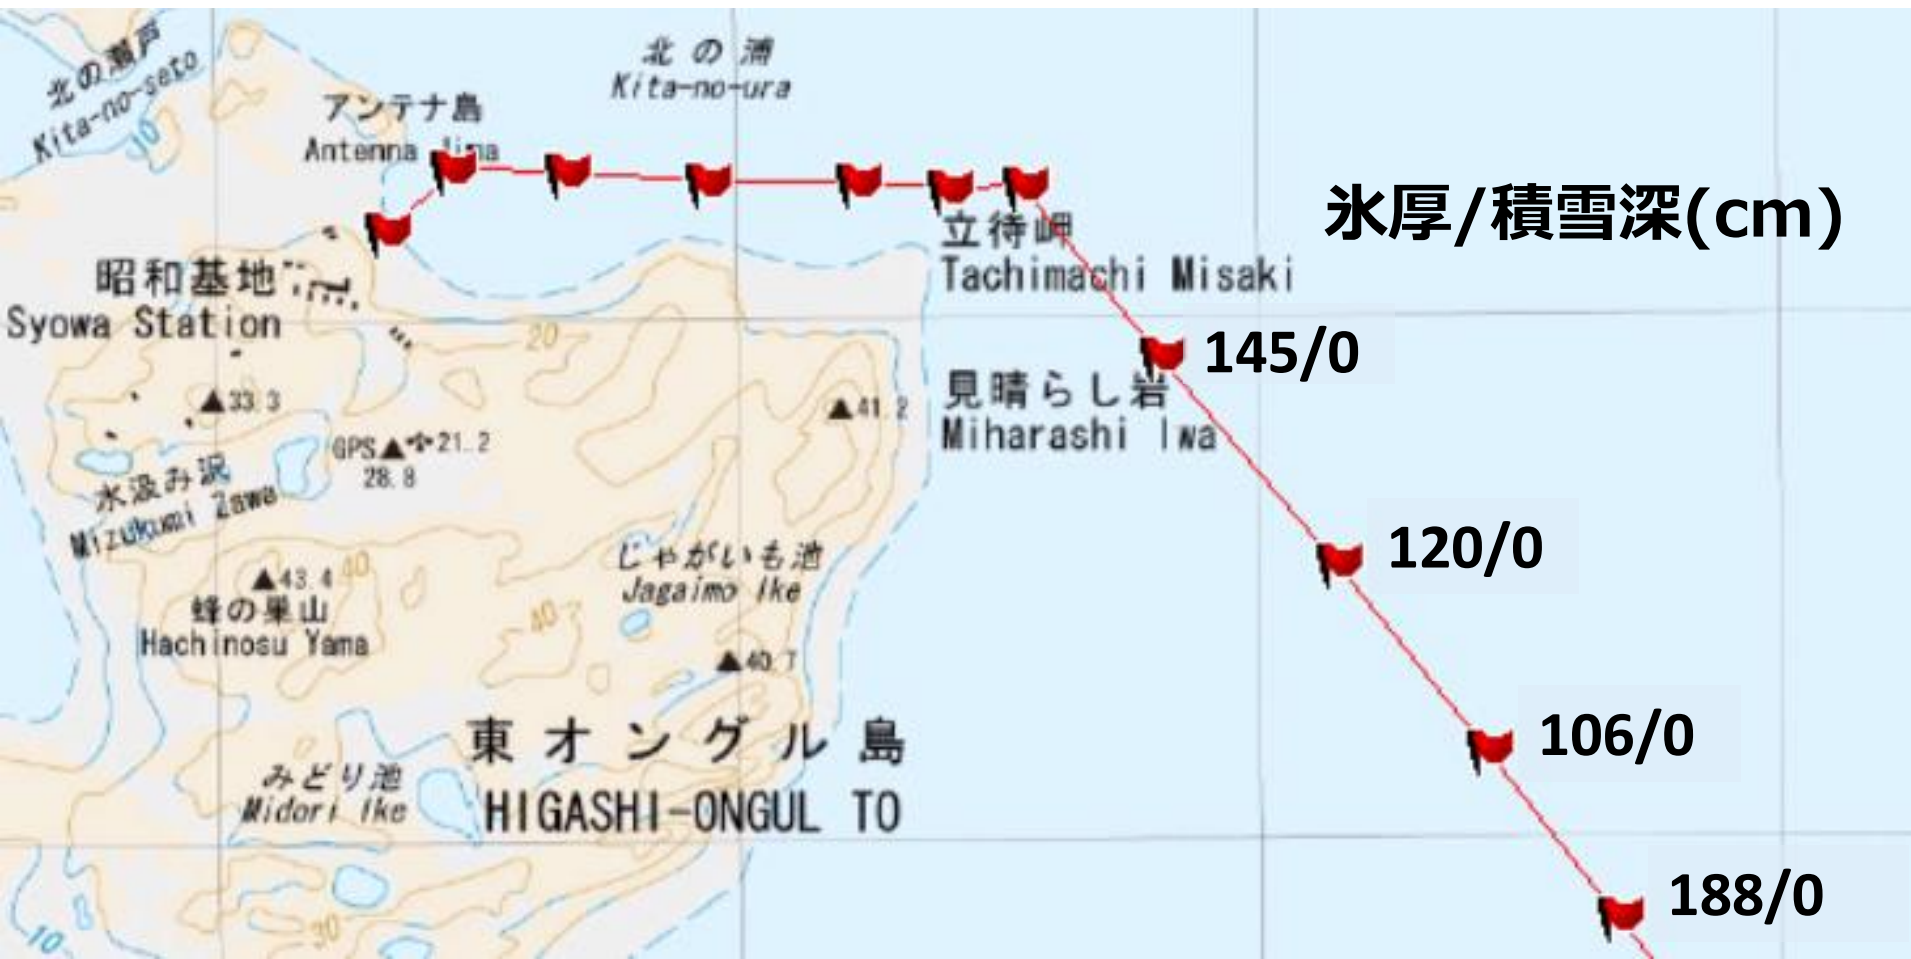 北の瀬戸
Kita-no-seto
10
北の浦
Kita-no-ura
アンテナ島
Antenna Jima
氷厚/積雪深(cm)
立待岬
Tachimachi Misaki
昭和基地
Syowa Station
20
145/0
見晴らし岩
Miharashi Iwa
33.3
41.2
GPS 21.2
28.8
水汲み沢
Mizukumi Zawa
120/0
じゃがいも池
Jagaimo Ike
43.4 40
蜂の巣山
Hachinosu Yama
40
40.7
106/0
東オングル島
HIGASHI-ONGUL TO
みどり池
Midori Ike
188/0
30
10